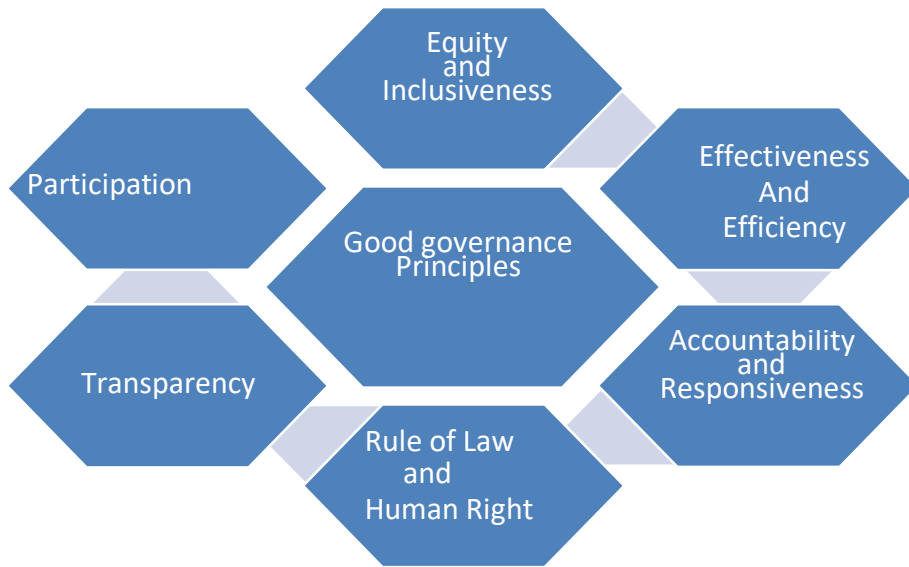 Equity
and
Inclusiveness
Participation
Effectiveness
And
Efficiency
Good governance
Principles
Transparency
Accountability
and
Responsiveness
Rule of Law
and
Human Right